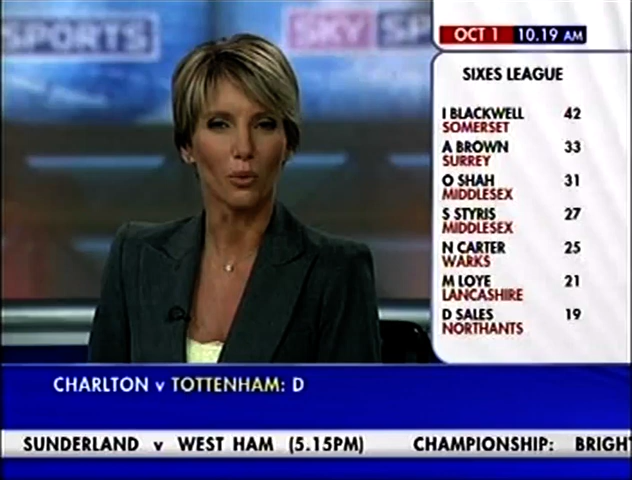 SPORTS
SKY SP
OCT 1 10.19 AM
SIXES LEAGUE
I BLACKWELL 42
SOMERSET
A BROWN 33
SURREY
O SHAH 31
MIDDLESEX
S STYRIS 27
MIDDLESEX
N CARTER 25
WARKS
M LOYE 21
LANCASHIRE
D SALES 19
NORTHANTS
CHARLTON v TOTTENHAM: D
SUNDERLAND v WEST HAM (5.15PM) CHAMPIONSHIP: BRIGH